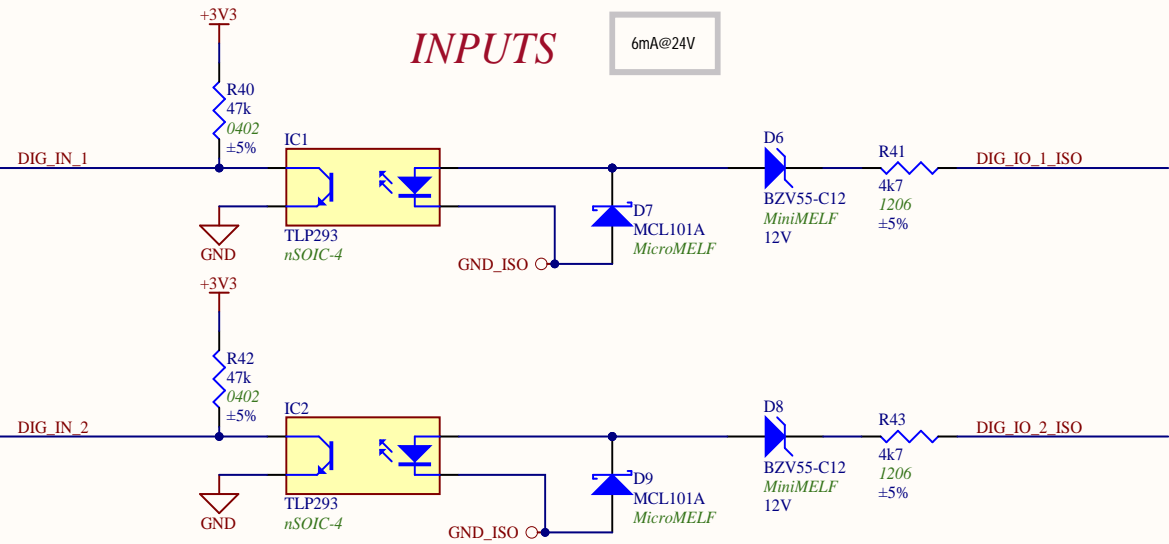 +3V3
INPUTS
6mA@24V
R40
47k
0402
±5%
DIG_IN_1
IC1
D6
R41
DIG_IO_1_ISO
4k7
1206
±5%
BZV55-C12
MiniMELF
12V
D7
MCL101A
MicroMELF
TLP293
nSOIC-4
GND
GND_ISO
+3V3
R42
47k
0402
±5%
DIG_IN_2
IC2
D8
R43
DIG_IO_2_ISO
4k7
1206
±5%
BZV55-C12
MiniMELF
12V
D9
MCL101A
MicroMELF
TLP293
nSOIC-4
GND
GND_ISO